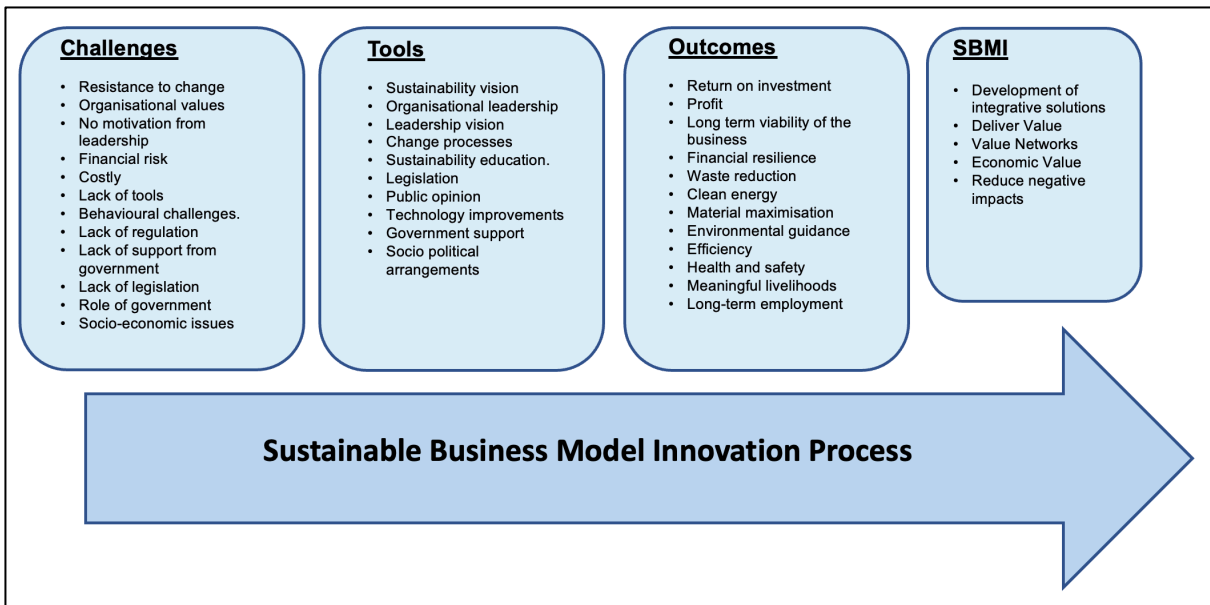 Challenges
• Resistance to change
• Organisational values
• No motivation from
leadership
• Financial risk
• Costly
• Lack of tools
• Behavioural challenges.
• Lack of regulation
• Lack of support from
government
• Lack of legislation
• Role of government
• Socio-economic issues
Tools
• Sustainability vision
• Organisational leadership
• Leadership vision
• Change processes
• Sustainability education.
• Legislation
• Public opinion
• Technology improvements
• Government support
• Socio political
arrangements
Outcomes
• Return on investment
• Profit
• Long term viability of the
business
• Financial resilience
• Waste reduction
• Clean energy
• Material maximisation
• Environmental guidance
• Efficiency
• Health and safety
• Meaningful livelihoods
• Long-term employment
SBMI
• Development of
integrative solutions
• Deliver Value
• Value Networks
• Economic Value
• Reduce negative
impacts
Sustainable Business Model Innovation Process